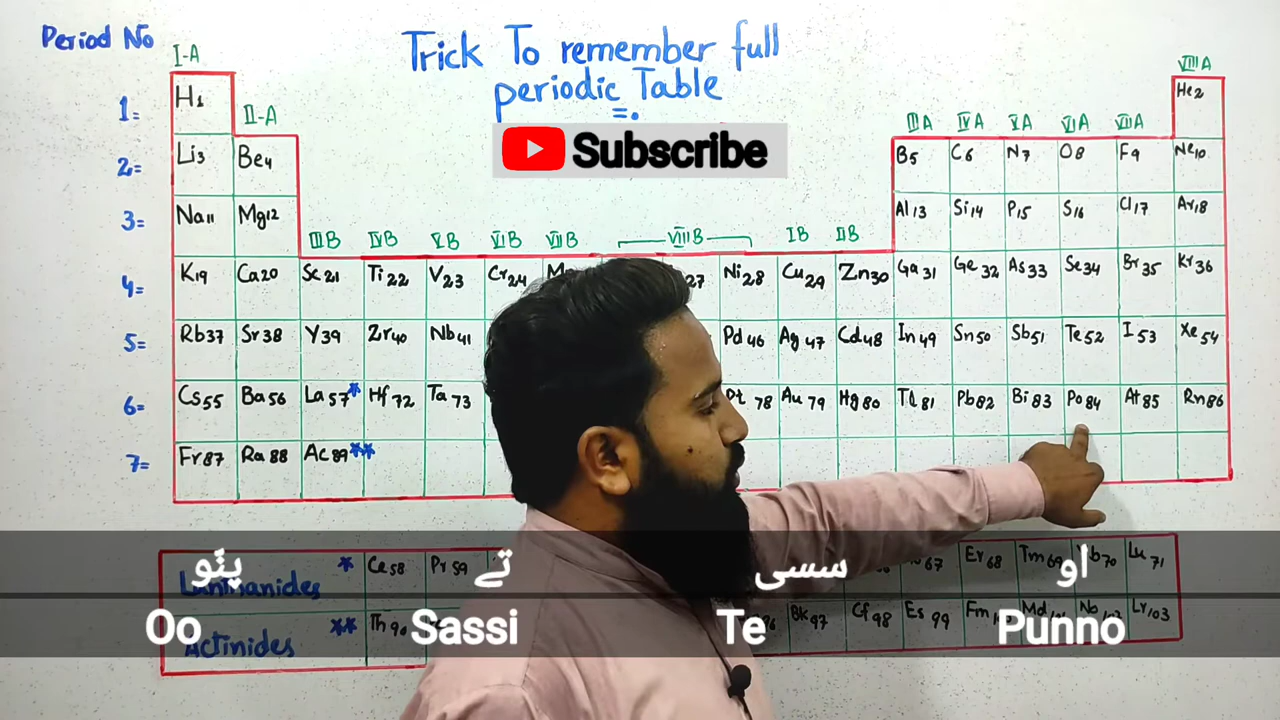 Period No
I-A
Trick To remember full
periodic Table
VIII A
1=
H1
II-A
He2
III A IV A V A VI A VII A
Subscribe
2=
Li3 Be4 B5 C6 N7 O8 F9 Ne10
3=
Na11 Mg12 Al13 Si14 P15 S16 Cl17 Ar18
III B IV B V B VI B VII B VIII B I B II B
4=
K19 Ca20 Sc21 Ti22 V23 Cr24 27 Ni28 Cu29 Zn30 Ga31 Ge32 As33 Se34 Br35 Kr36
5=
Rb37 Sr38 Y39 Zr40 Nb41 Pd46 Ag47 Cd48 In49 Sn50 Sb51 Te52 I53 Xe54
6=
Cs55 Ba56 La57* Hf72 Ta73 Pt78 Au79 Hg80 Tl81 Pb82 Bi83 Po84 At85 Rn86
7=
Fr87 Ra88 Ac89**
او سسی تے پنّو
Lanthanides * Ce58 Pr59 67 Er68 Tm69 Yb70 Lu71
Oo Sassi Te Punno
Actinides ** Th90 Bk97 Cf98 Es99 Fm Md No Lr103